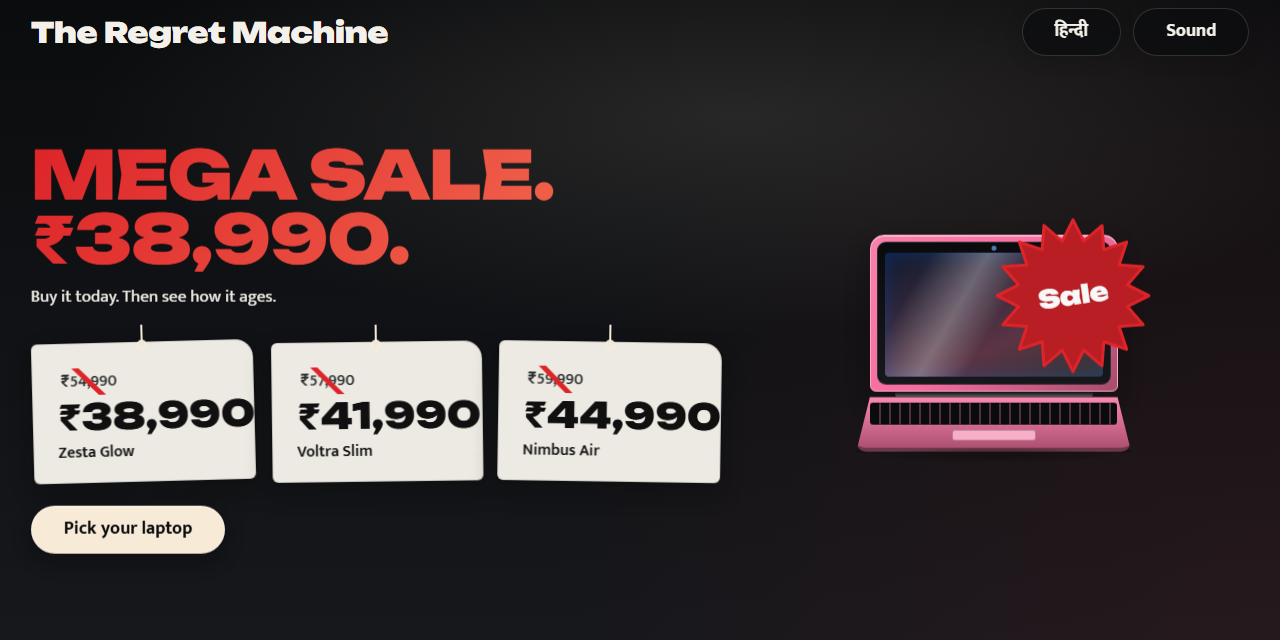 The Regret Machine
हिन्दी
Sound
MEGA SALE.
₹38,990.
Buy it today. Then see how it ages.
₹54,990
₹38,990
Zesta Glow
₹57,990
₹41,990
Voltra Slim
₹59,990
₹44,990
Nimbus Air
Sale
Pick your laptop